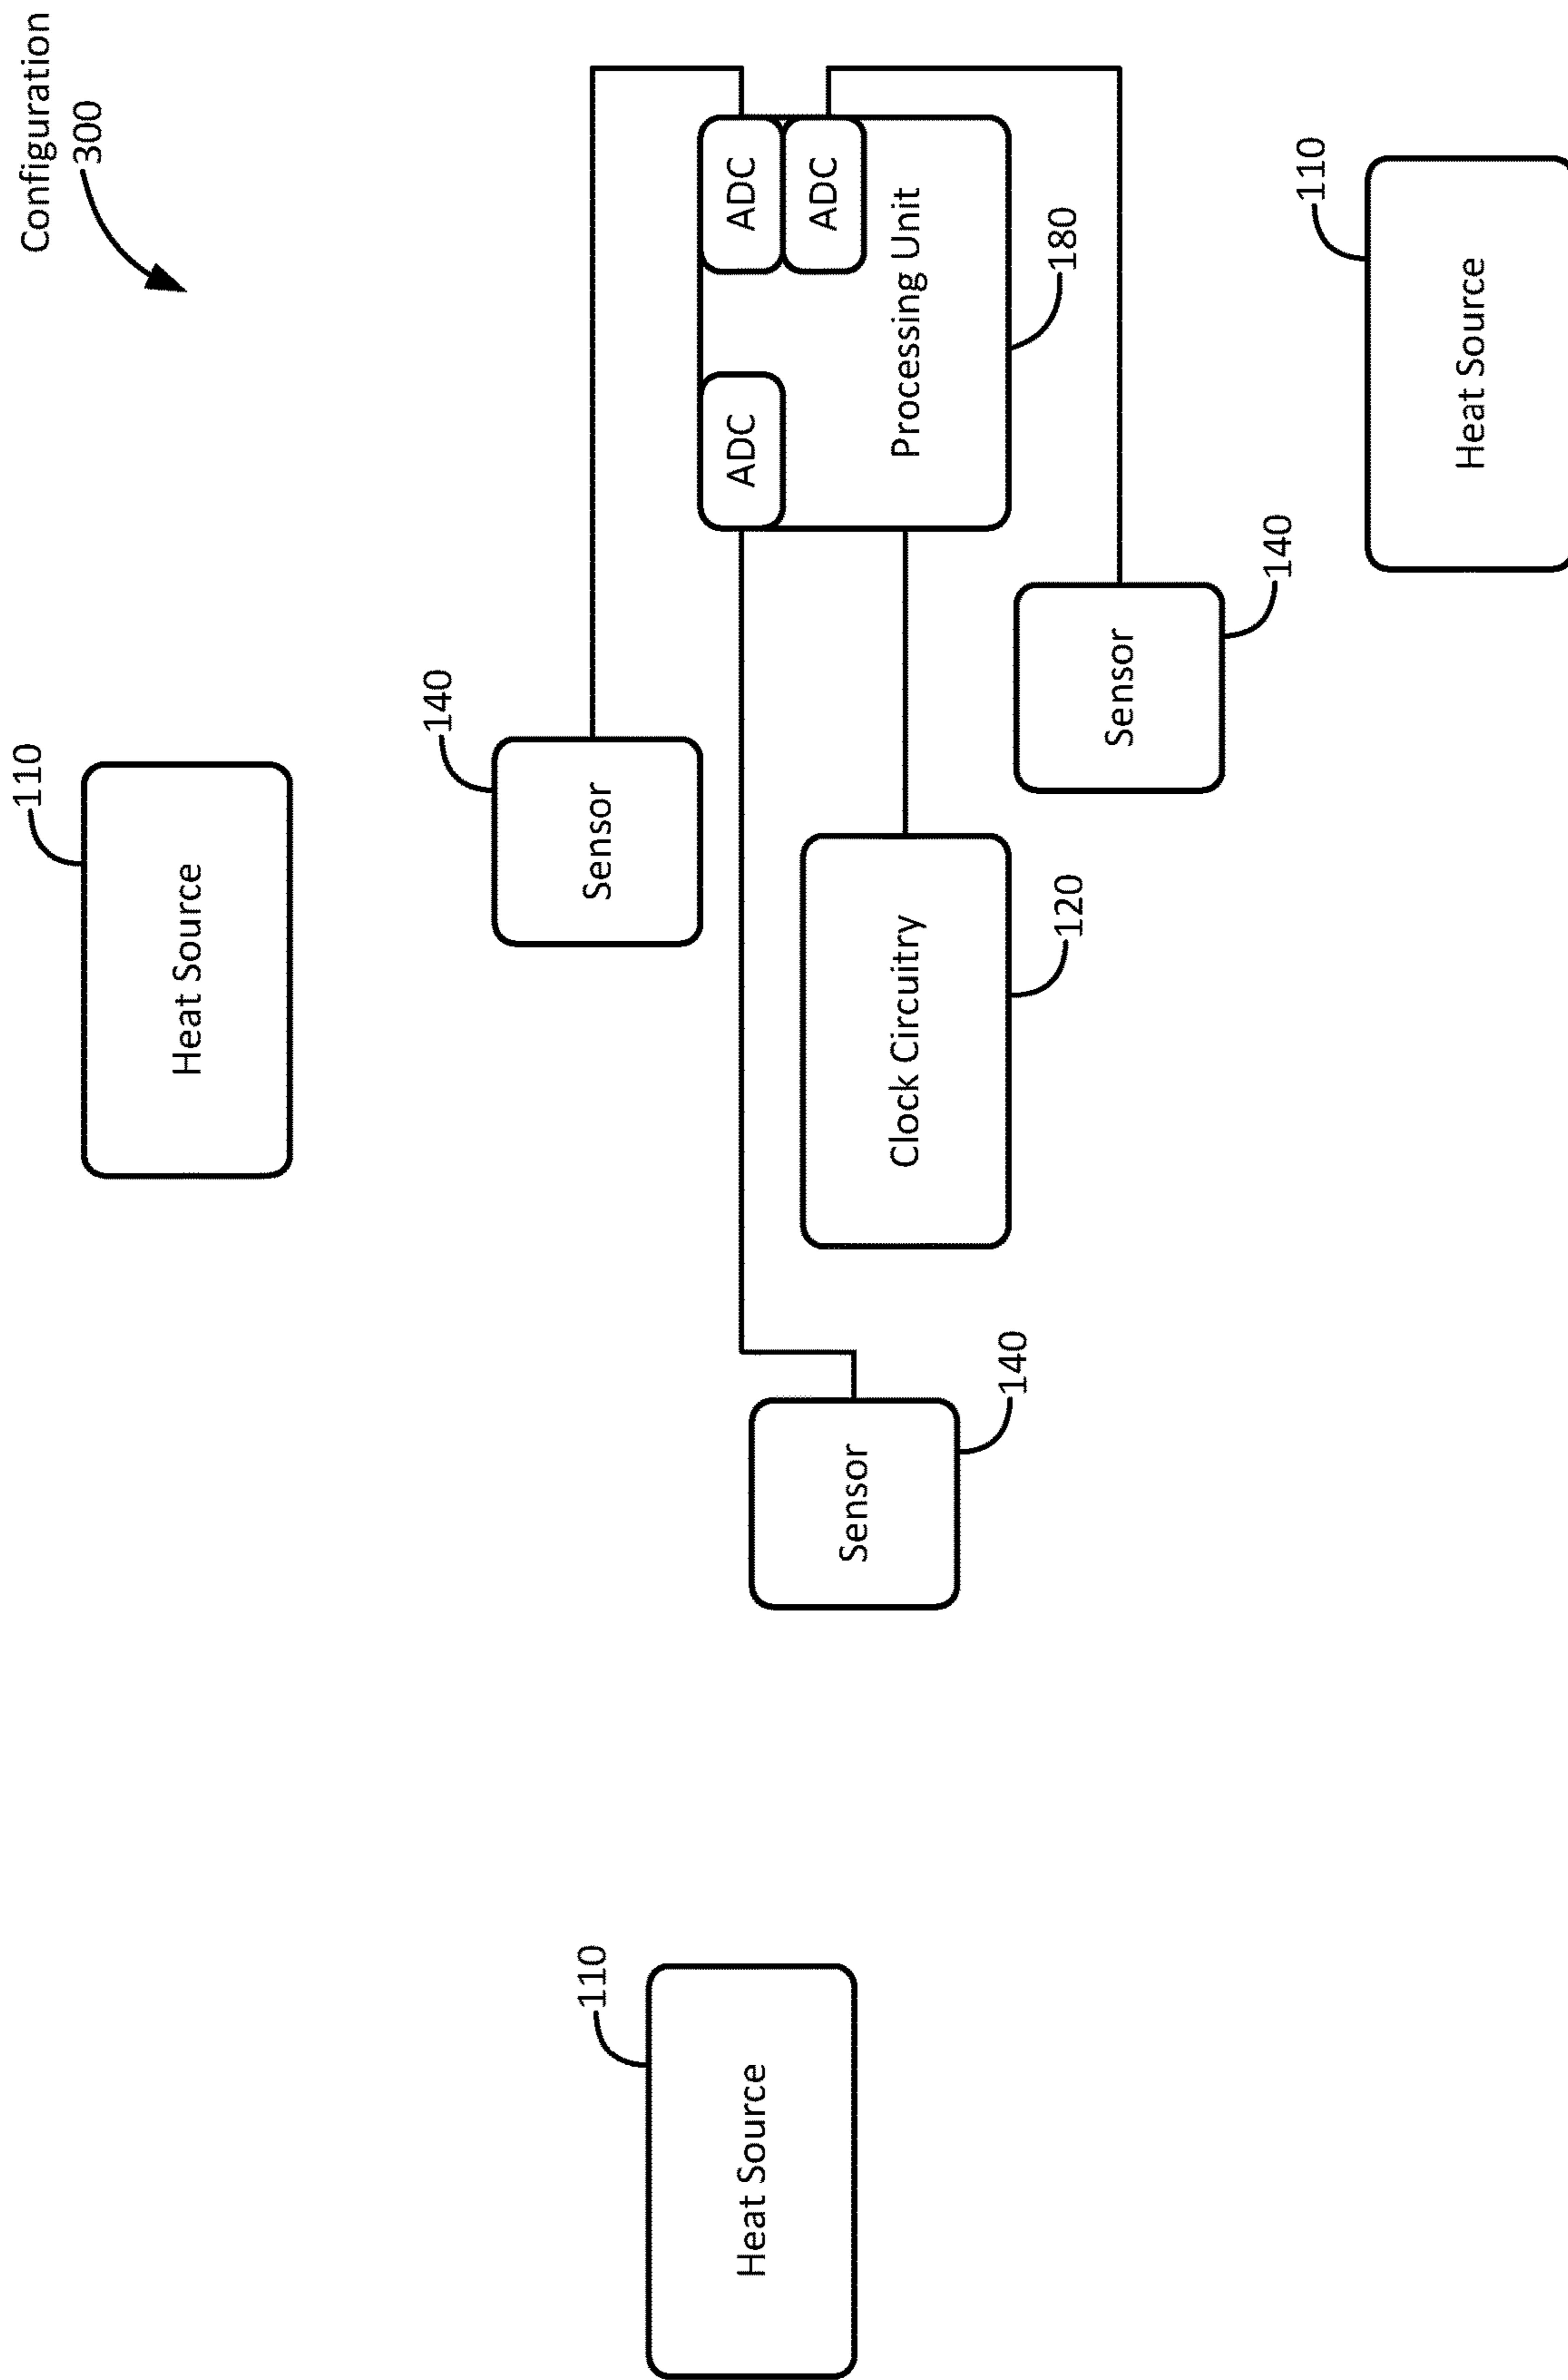 Configuration
300
110
Heat Source
140
Sensor
110
Heat Source
ADC
ADC
ADC
Sensor
140
Clock Circuitry
120
Processing Unit
180
Sensor
140
110
Heat Source